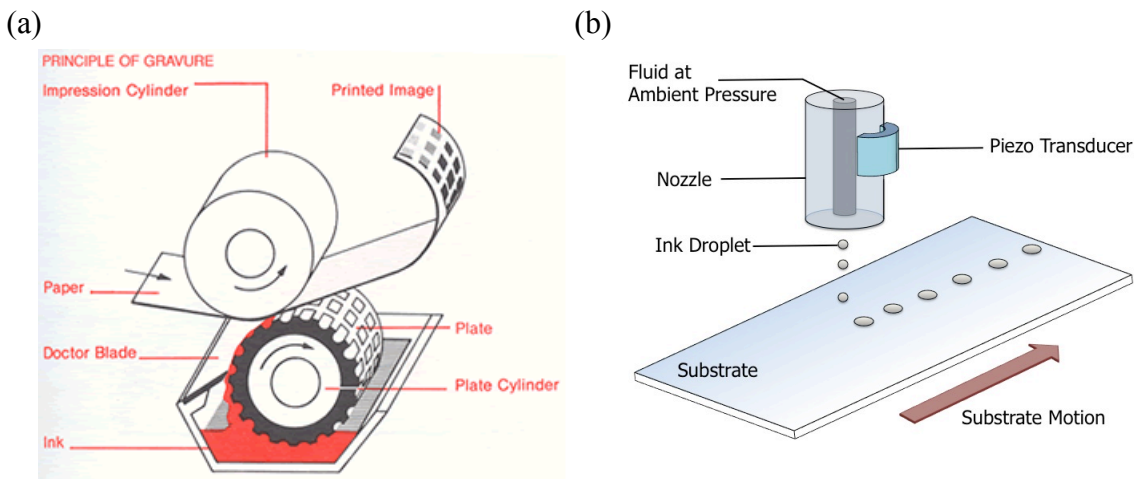 (a)
PRINCIPLE OF GRAVURE
Impression Cylinder
Printed Image
Paper
Doctor Blade
Ink
Plate
Plate Cylinder
(b)
Fluid at
Ambient Pressure
Piezo Transducer
Nozzle
Ink Droplet
Substrate
Substrate Motion